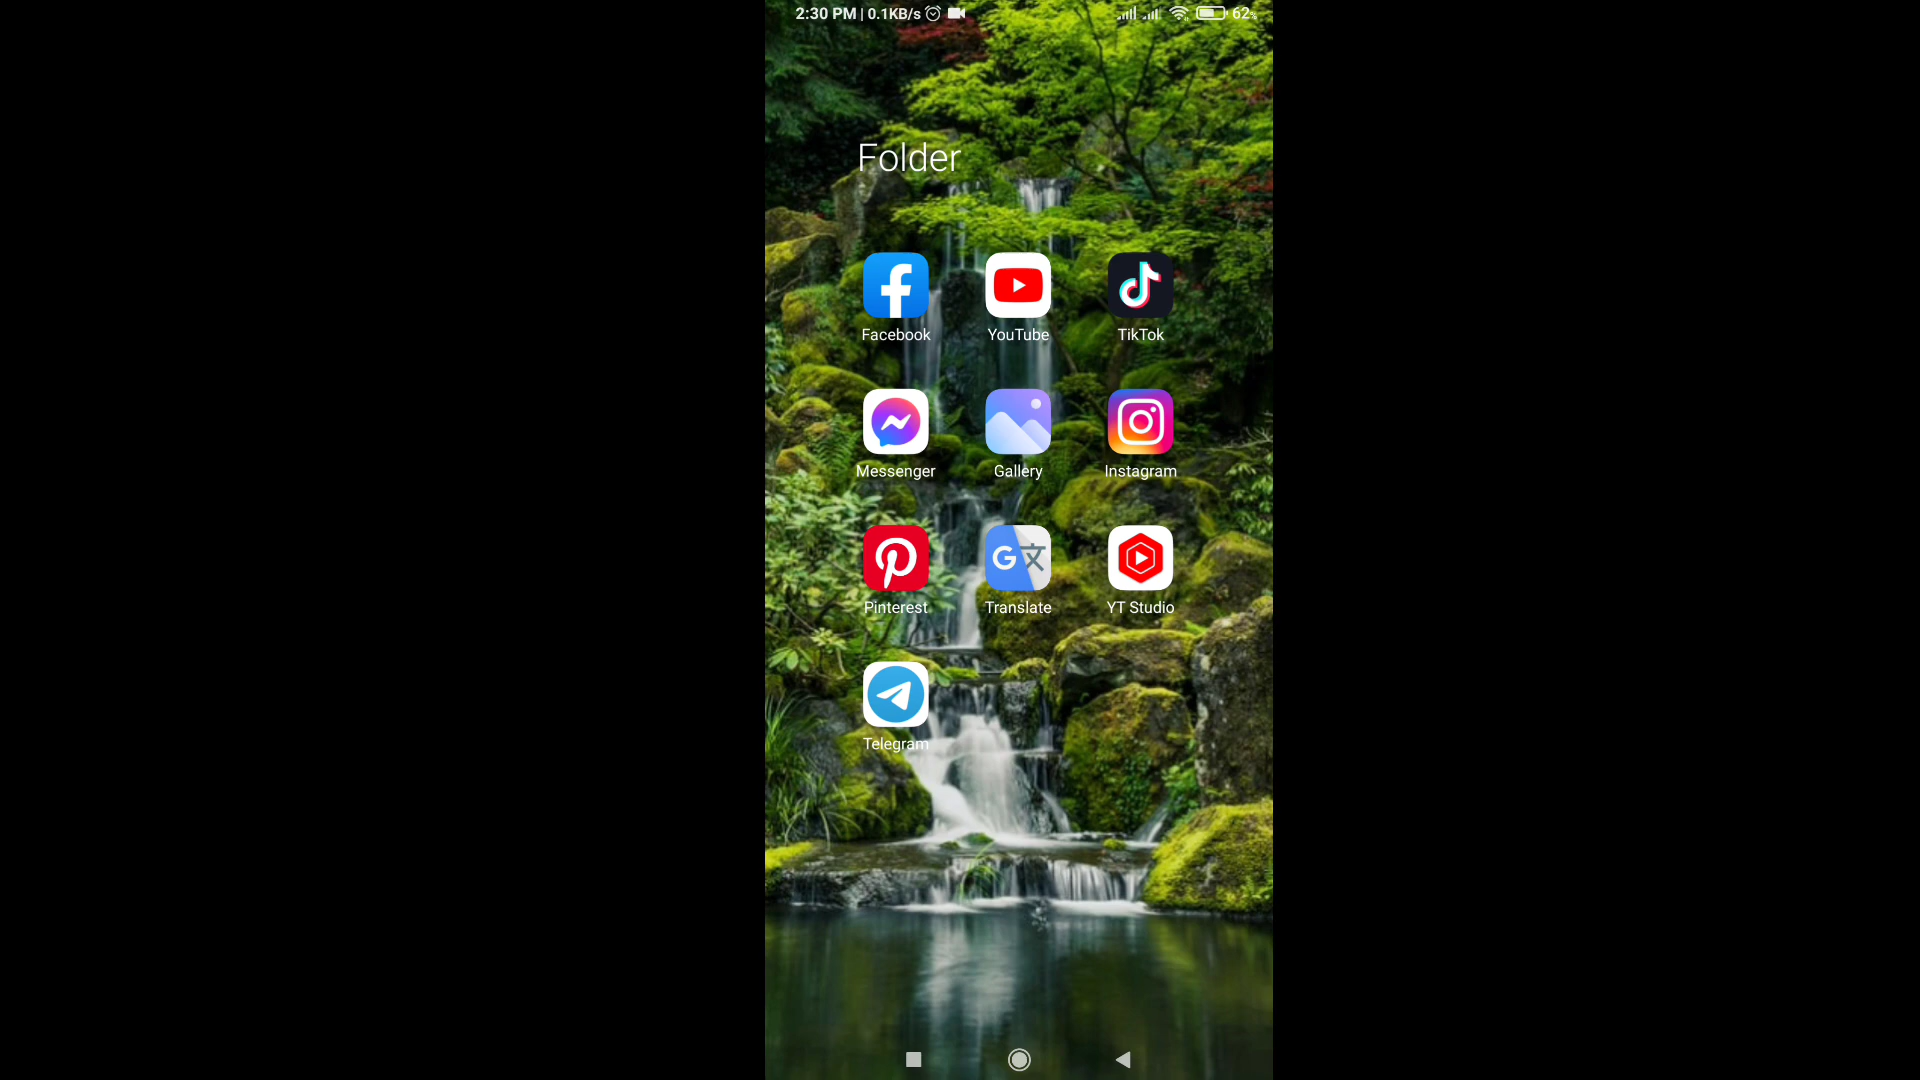 2:30 PM | 0.1KB/s 62%
Folder
Facebook YouTube TikTok
Messenger Gallery Instagram
Pinterest Translate YT Studio
Telegram